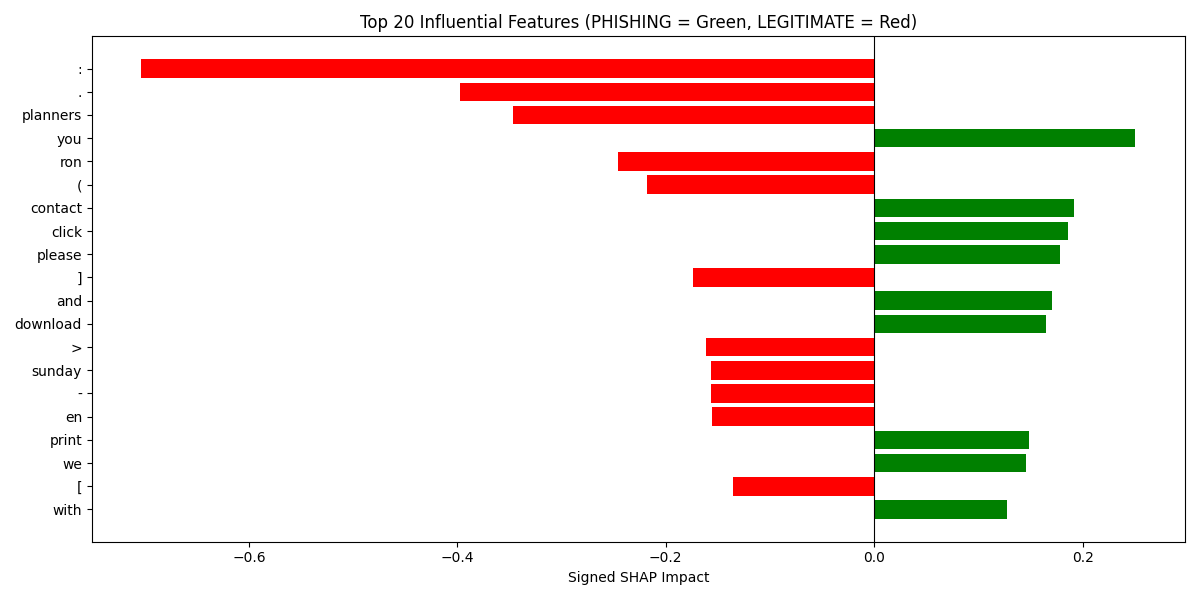 Top 20 Influential Features (PHISHING = Green, LEGITIMATE = Red)
:
.
planners
you
ron
(
contact
click
please
]
and
download
>
sunday
-
en
print
we
[
with
−0.6 −0.4 −0.2 0.0 0.2
Signed SHAP Impact